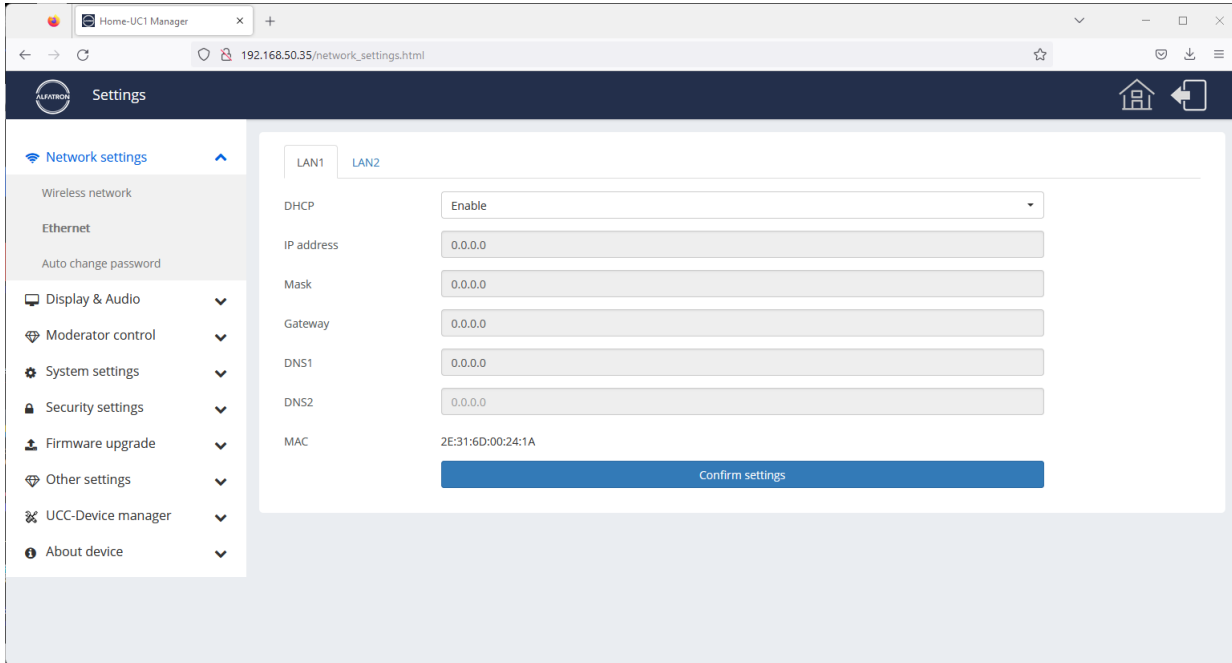 Home-UC1 Manager
192.168.50.35/network_settings.html
ALFATRON
Settings
Network settings
Wireless network
Ethernet
Auto change password
Display & Audio
Moderator control
System settings
Security settings
Firmware upgrade
Other settings
UCC-Device manager
About device
LAN1 LAN2
DHCP Enable
IP address 0.0.0.0
Mask 0.0.0.0
Gateway 0.0.0.0
DNS1 0.0.0.0
DNS2 0.0.0.0
MAC 2E:31:6D:00:24:1A
Confirm settings